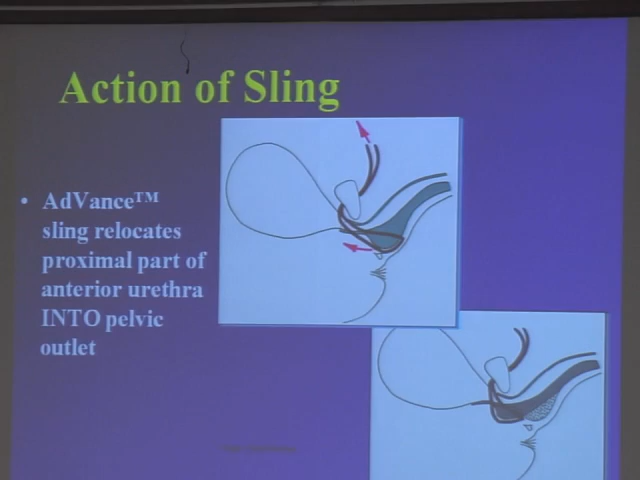 Action of Sling
• AdVance™
sling relocates
proximal part of
anterior urethra
INTO pelvic
outlet